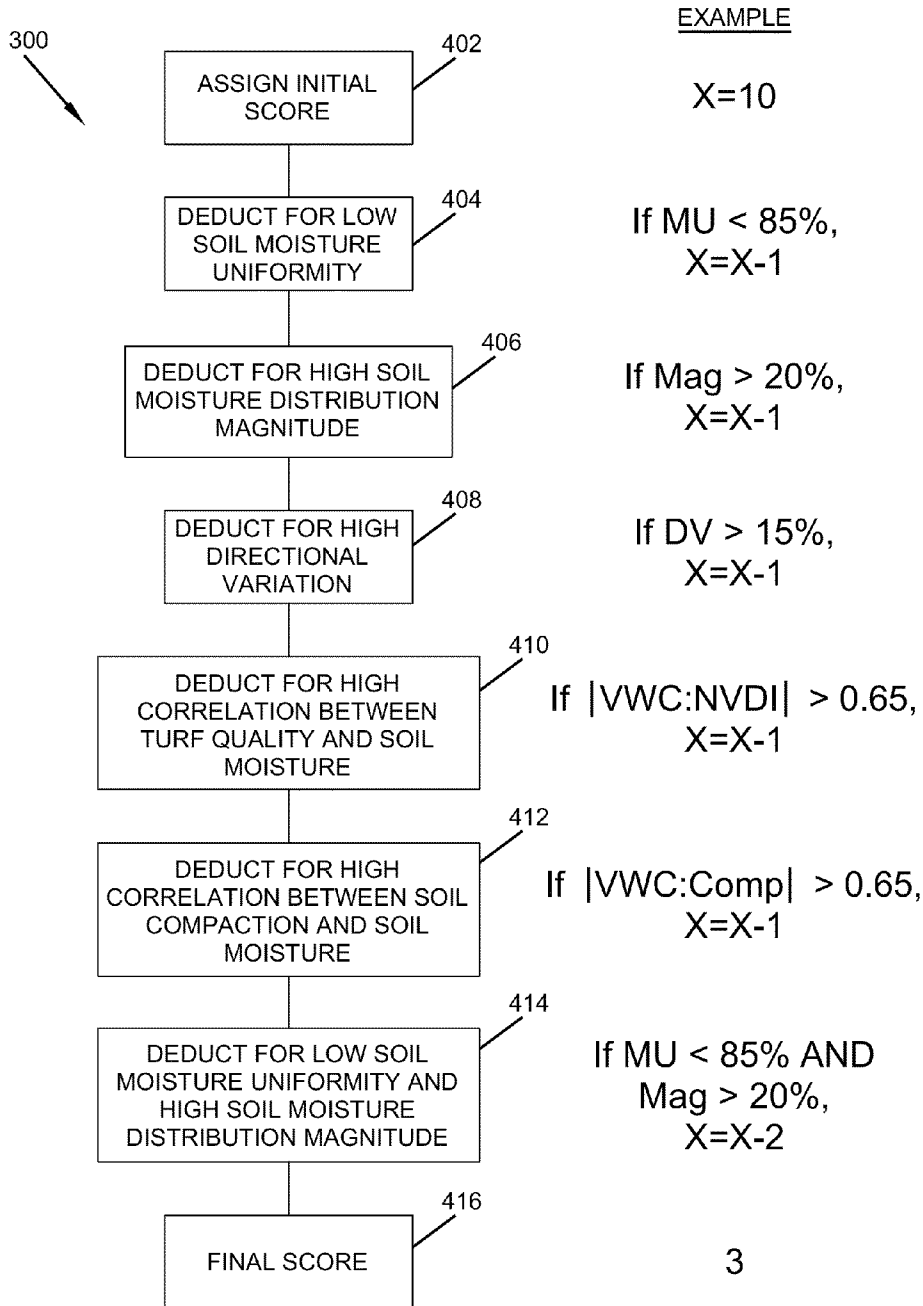 EXAMPLE
300
402
ASSIGN INITIAL
SCORE
X=10
404
DEDUCT FOR LOW
SOIL MOISTURE
UNIFORMITY
If MU < 85%,
X=X-1
406
DEDUCT FOR HIGH SOIL
MOISTURE DISTRIBUTION
MAGNITUDE
If Mag > 20%,
X=X-1
408
DEDUCT FOR HIGH
DIRECTIONAL
VARIATION
If DV > 15%,
X=X-1
410
DEDUCT FOR HIGH
CORRELATION BETWEEN
TURF QUALITY AND SOIL
MOISTURE
If |VWC:NVDI| > 0.65,
X=X-1
412
DEDUCT FOR HIGH
CORRELATION BETWEEN SOIL
COMPACTION AND SOIL
MOISTURE
If |VWC:Comp| > 0.65,
X=X-1
414
DEDUCT FOR LOW SOIL
MOISTURE UNIFORMITY AND
HIGH SOIL MOISTURE
DISTRIBUTION MAGNITUDE
If MU < 85% AND
Mag > 20%,
X=X-2
416
FINAL SCORE
3